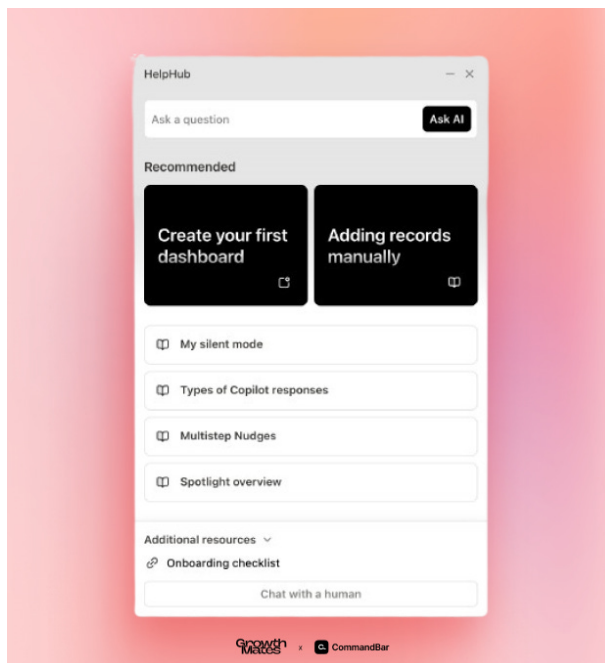 HelpHub
Ask a question
Ask AI
Recommended
Create your first
dashboard
Adding records
manually
My silent mode
Types of Copilot responses
Multistep Nudges
Spotlight overview
Additional resources
Onboarding checklist
Chat with a human
Growth
Mates
x
CommandBar